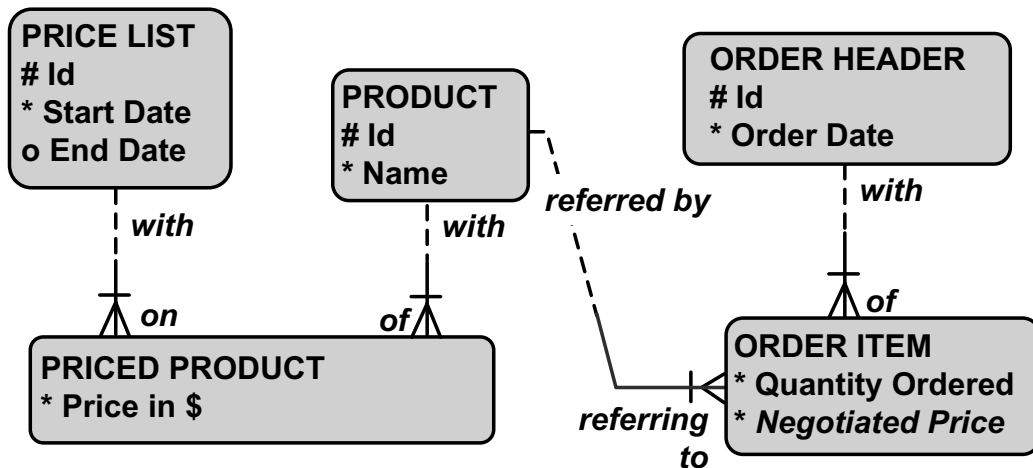 PRICE LIST
# Id
* Start Date
o End Date
PRODUCT
# Id
* Name
ORDER HEADER
# Id
* Order Date
with
with
referred by
with
on
of
of
PRICED PRODUCT
* Price in $
ORDER ITEM
* Quantity Ordered
* Negotiated Price
referring
to